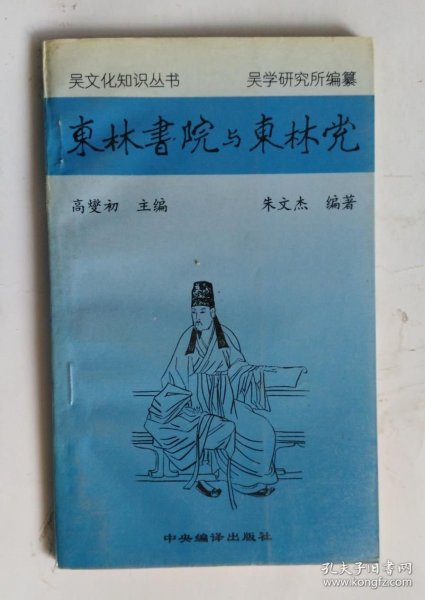 吴文化知识丛书 吴学研究所编纂
東林書院与東林党
高燮初 主编 朱文杰 编著
中央编译出版社
孔夫子旧书网
www.kongfz.com